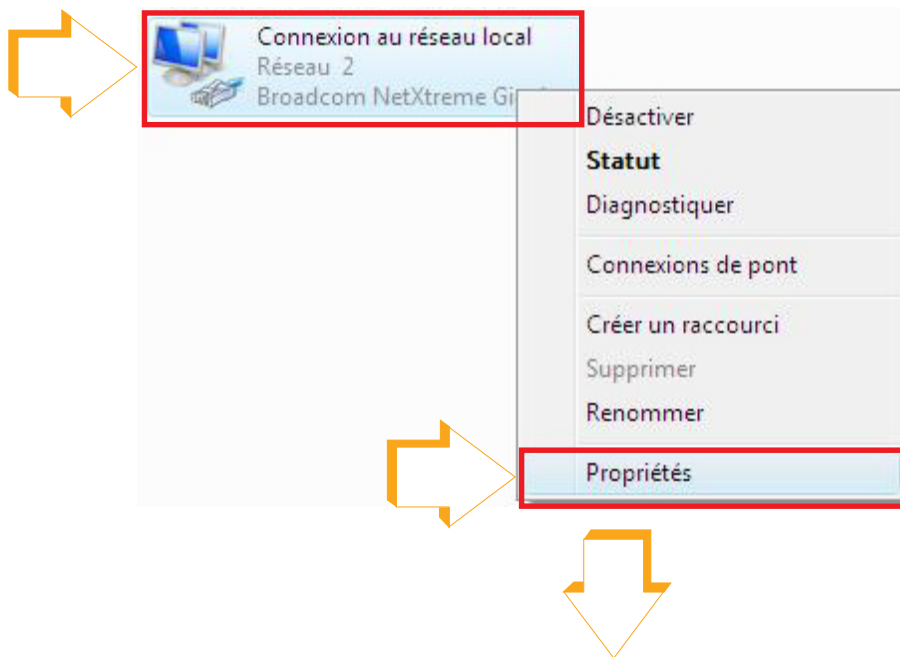 Connexion au réseau local
Réseau 2
Broadcom NetXtreme
Désactiver
Statut
Diagnostiquer
Connexions de pont
Créer un raccourci
Supprimer
Renommer
Propriétés